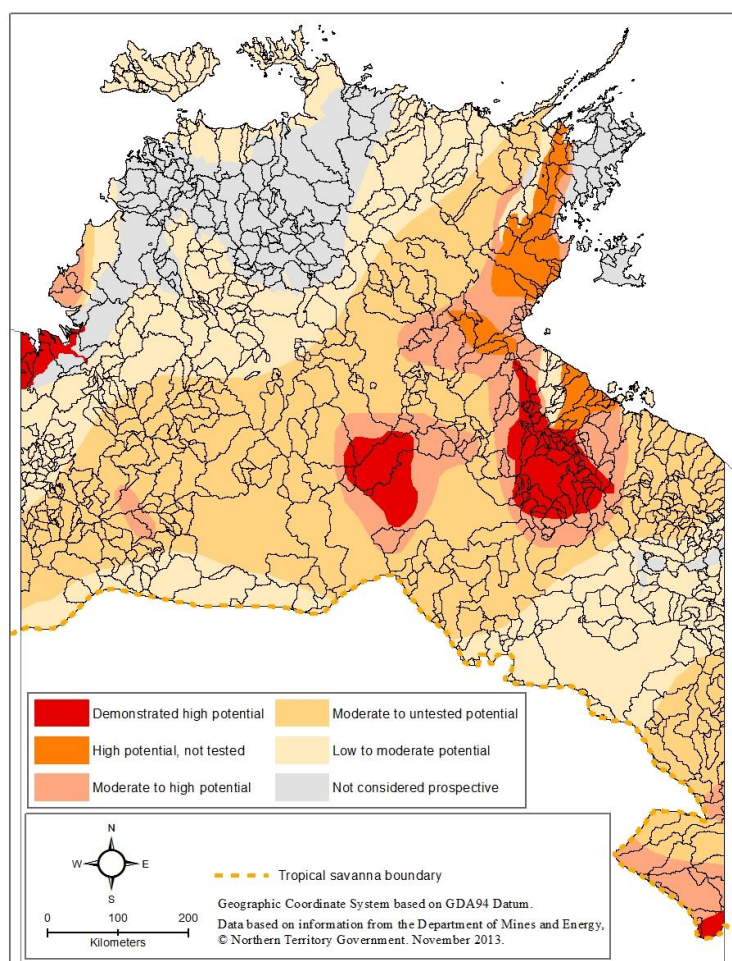 Demonstrated high potential
Moderate to untested potential
High potential, not tested
Low to moderate potential
Moderate to high potential
Not considered prospective
N
W E
S
Tropical savanna boundary
0 100 200
Kilometers
Geographic Coordinate System based on GDA94 Datum.
Data based on information from the Department of Mines and Energy,
© Northern Territory Government. November 2013.